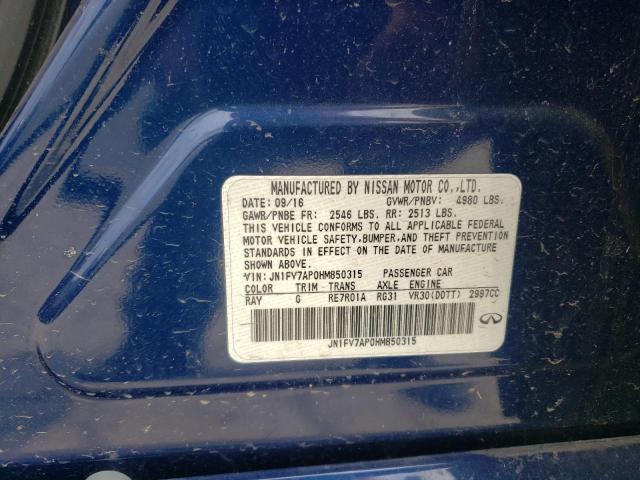 MANUFACTURED BY NISSAN MOTOR CO.,LTD.
DATE: 09/16 GVWR/PNBV: 4980 LBS.
GAWR/PNBE FR: 2546 LBS. RR: 2513 LBS.
THIS VEHICLE CONFORMS TO ALL APPLICABLE FEDERAL
MOTOR VEHICLE SAFETY,BUMPER,AND THEFT PREVENTION
STANDARDS IN EFFECT ON THE DATE OF MANUFACTURE
SHOWN ABOVE.
VIN: JN1FV7AP0HM850315 PASSENGER CAR
COLOR TRIM TRANS AXLE ENGINE
RAY G RE7R01A RG31 VR30(DDTT) 2997CC
JN1FV7AP0HM850315